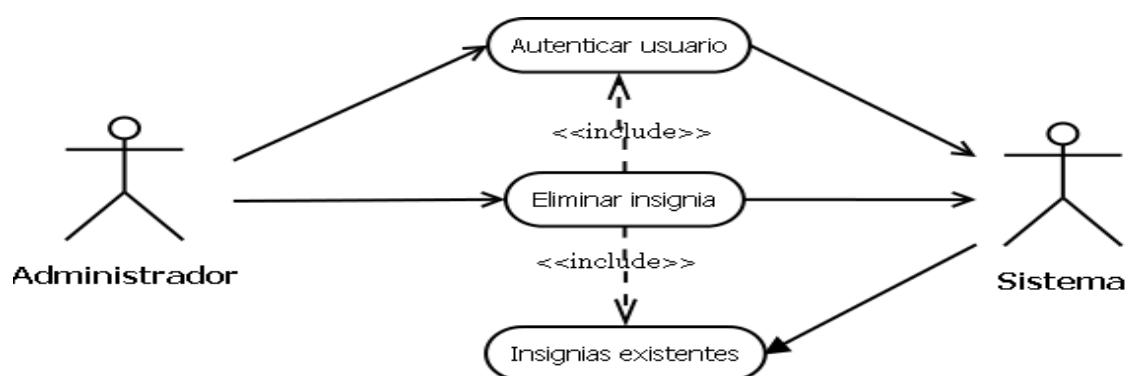 Autenticar usuario
<<include>>
Eliminar insignia
<<include>>
Administrador
Sistema
Insignias existentes